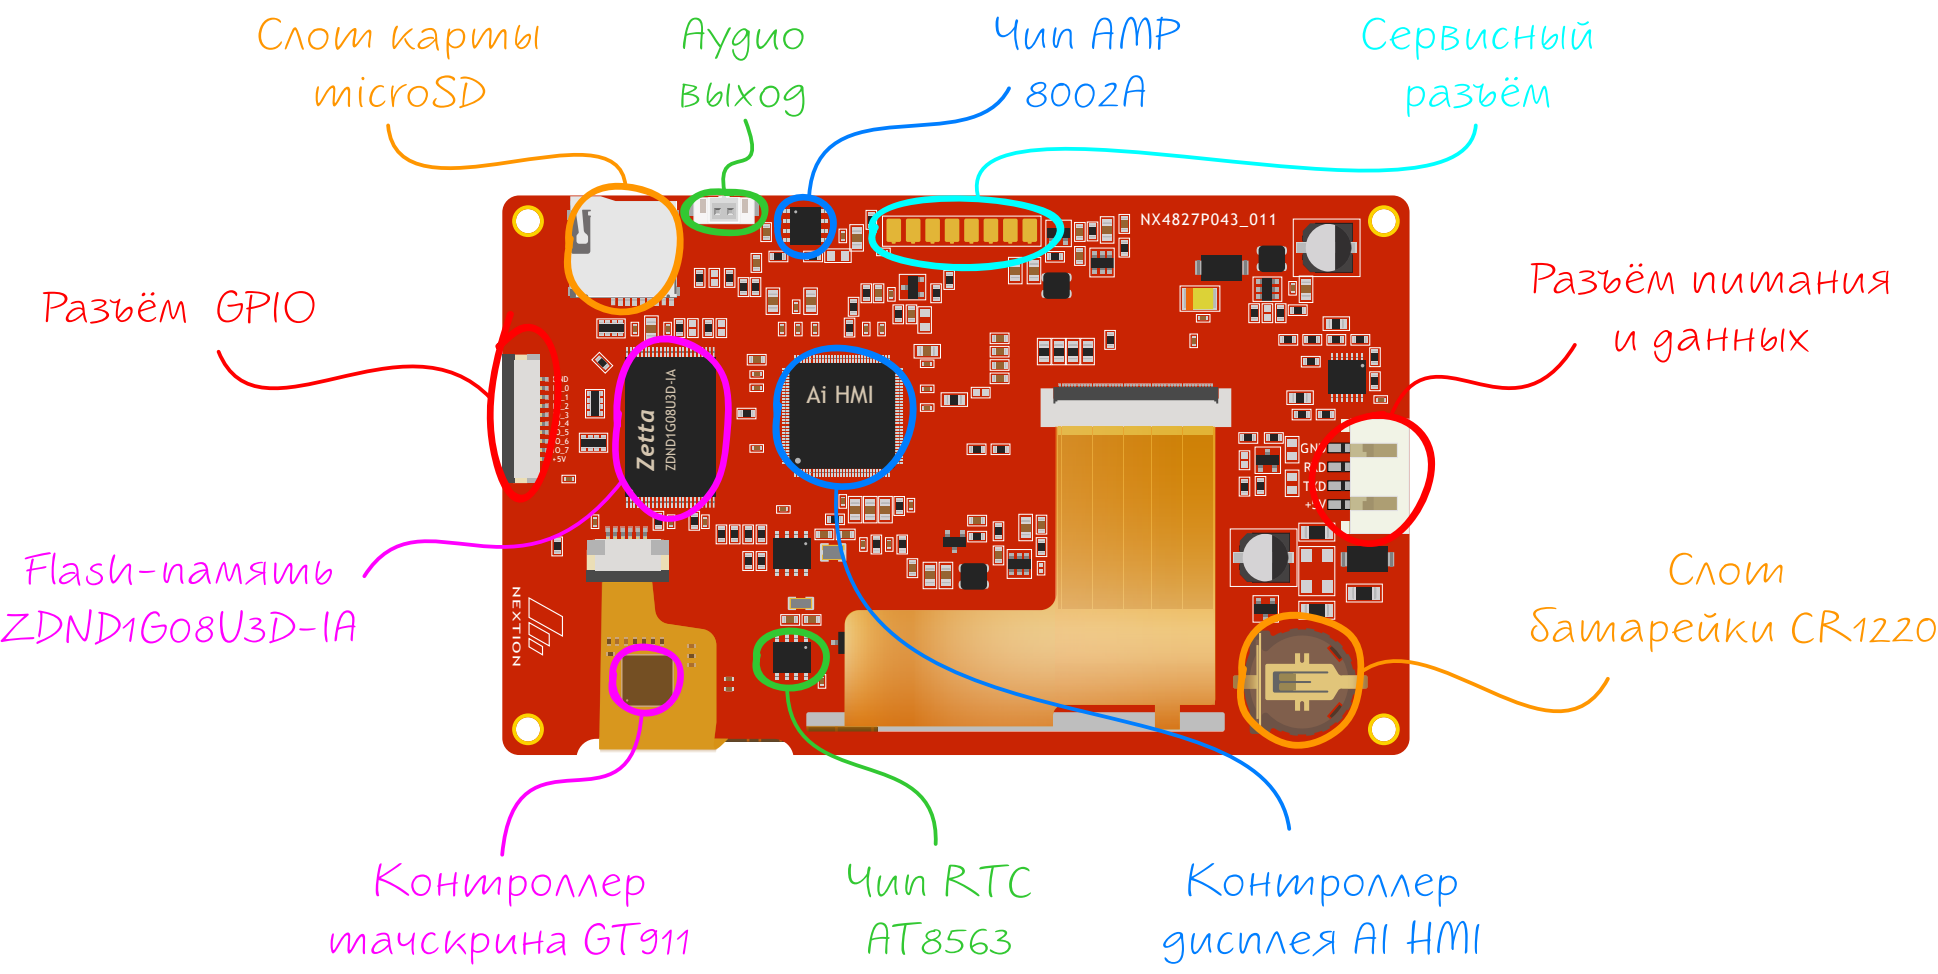 Слот карты
microSD
Аудио
выход
Чип AMP
8002A
Сервисный
разъём
NX4827P043_011
Разъём GPIO
Разъём питания
и данных
Zetta
ZDND1G08U3D-IA
Ai HMI
+5V
TXD
Flash-память
ZDND1G08U3D-IA
NEXTION
Слот
батарейки CR1220
Контроллер
тачскрина GT911
Чип RTC
AT8563
Контроллер
дисплея AI HMI